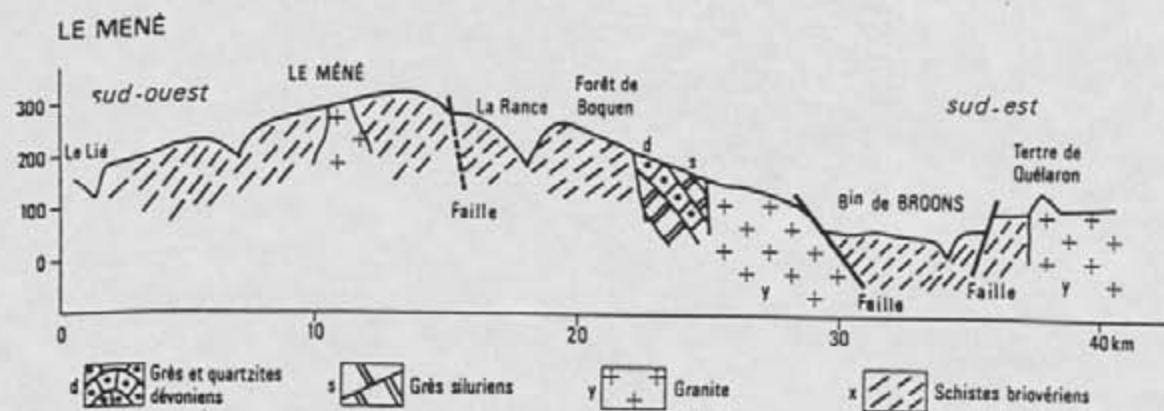 LE MENÉ
300
200
100
0
sud-ouest
LE MÉNÉ
Le Lié
Faille
La Rance
Forêt de
Boquen
d
s
y
sud-est
Bin de BROONS
Tertre de
Quélaron
Faille
Faille
y
0
10
20
30
40 km
d
Grès et quartzites
dévoniens
s
Grès siluriens
y
Granite
x
Schistes briovériens